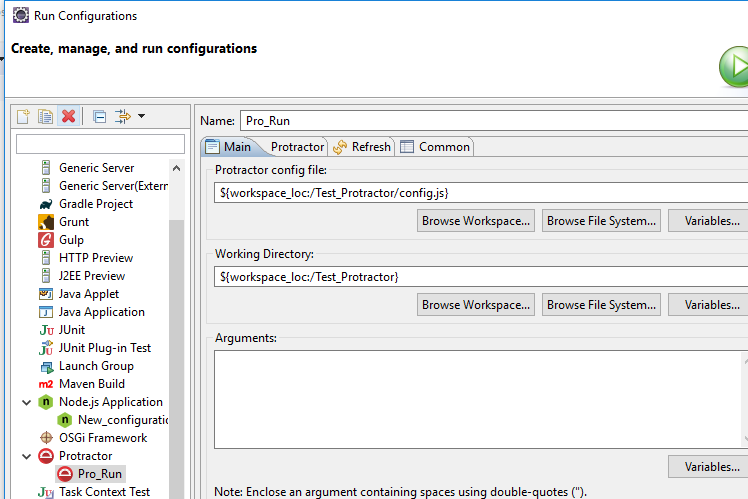 Run Configurations
Create, manage, and run configurations
Name: Pro_Run
Main Protractor Refresh Common
Protractor config file:
${workspace_loc:/Test_Protractor/config.js}
Browse Workspace... Browse File System... Variables...
Working Directory:
${workspace_loc:/Test_Protractor}
Browse Workspace... Browse File System... Variables...
Arguments:
Variables...
Note: Enclose an argument containing spaces using double-quotes (").
Generic Server
Generic Server(Extern
Gradle Project
Grunt
Gulp
HTTP Preview
J2EE Preview
Java Applet
Java Application
JUnit
JUnit Plug-in Test
Launch Group
m2 Maven Build
Node.js Application
New_configuratio
OSGi Framework
Protractor
Pro_Run
Task Context Test